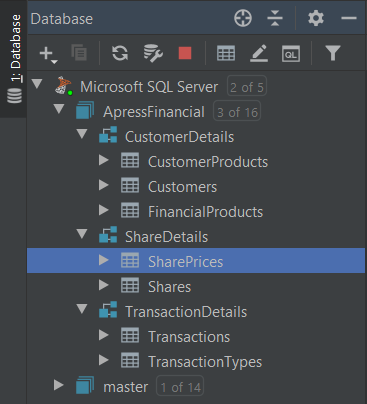 1: Database
Database
QL
Microsoft SQL Server 2 of 5
ApressFinancial 3 of 16
CustomerDetails
CustomerProducts
Customers
FinancialProducts
ShareDetails
SharePrices
Shares
TransactionDetails
Transactions
TransactionTypes
master 1 of 14